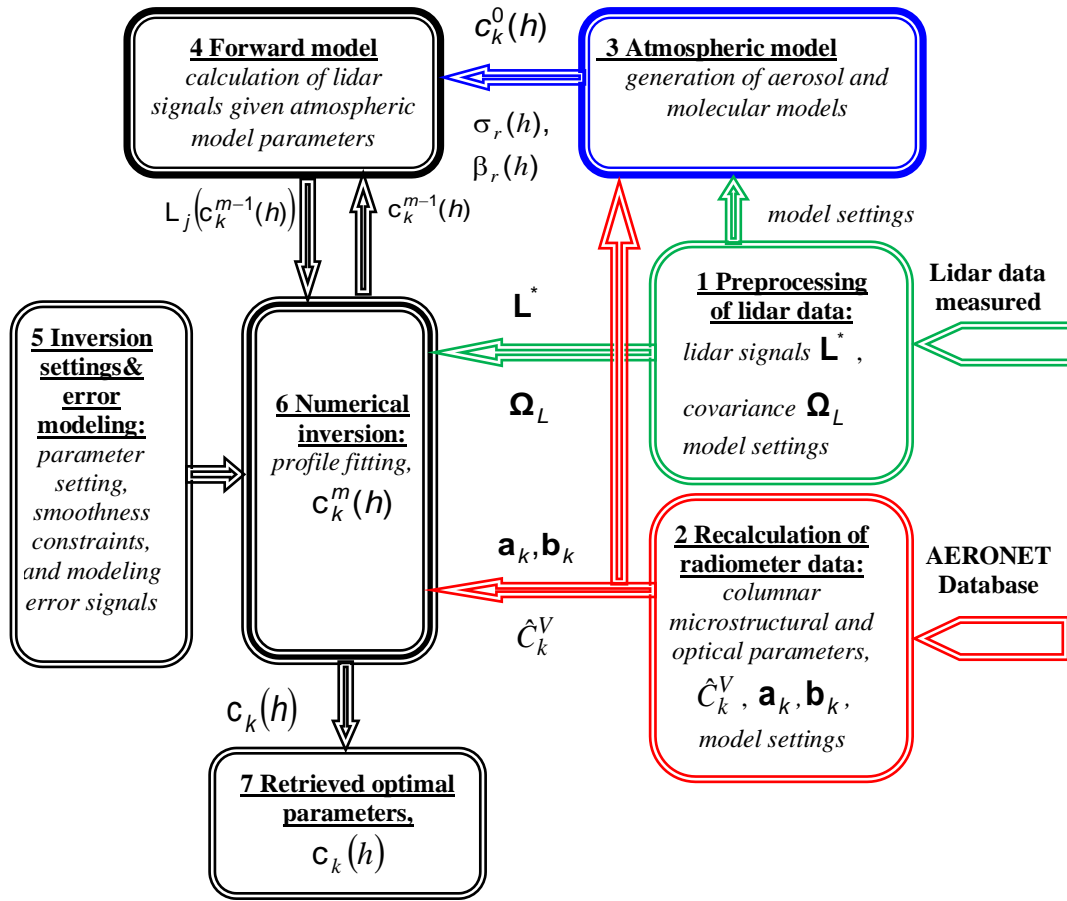 4 Forward model
calculation of lidar
signals given atmospheric
model parameters
c_k^0(h)
σ_r(h),
β_r(h)
3 Atmospheric model
generation of aerosol and
molecular models
L_j(c_k^{m−1}(h))
c_k^{m−1}(h)
model settings
1 Preprocessing
of lidar data:
lidar signals L^* ,
covariance Ω_L
model settings
Lidar data
measured
L^*
Ω_L
5 Inversion
settings&
error
modeling:
parameter
setting,
smoothness
constraints,
and modeling
error signals
6 Numerical
inversion:
profile fitting,
c_k^m(h)
a_k,b_k
Ĉ_k^V
2 Recalculation of
radiometer data:
columnar
microstructural and
optical parameters,
Ĉ_k^V , a_k, b_k,
model settings
AERONET
Database
c_k(h)
7 Retrieved optimal
parameters,
c_k(h)